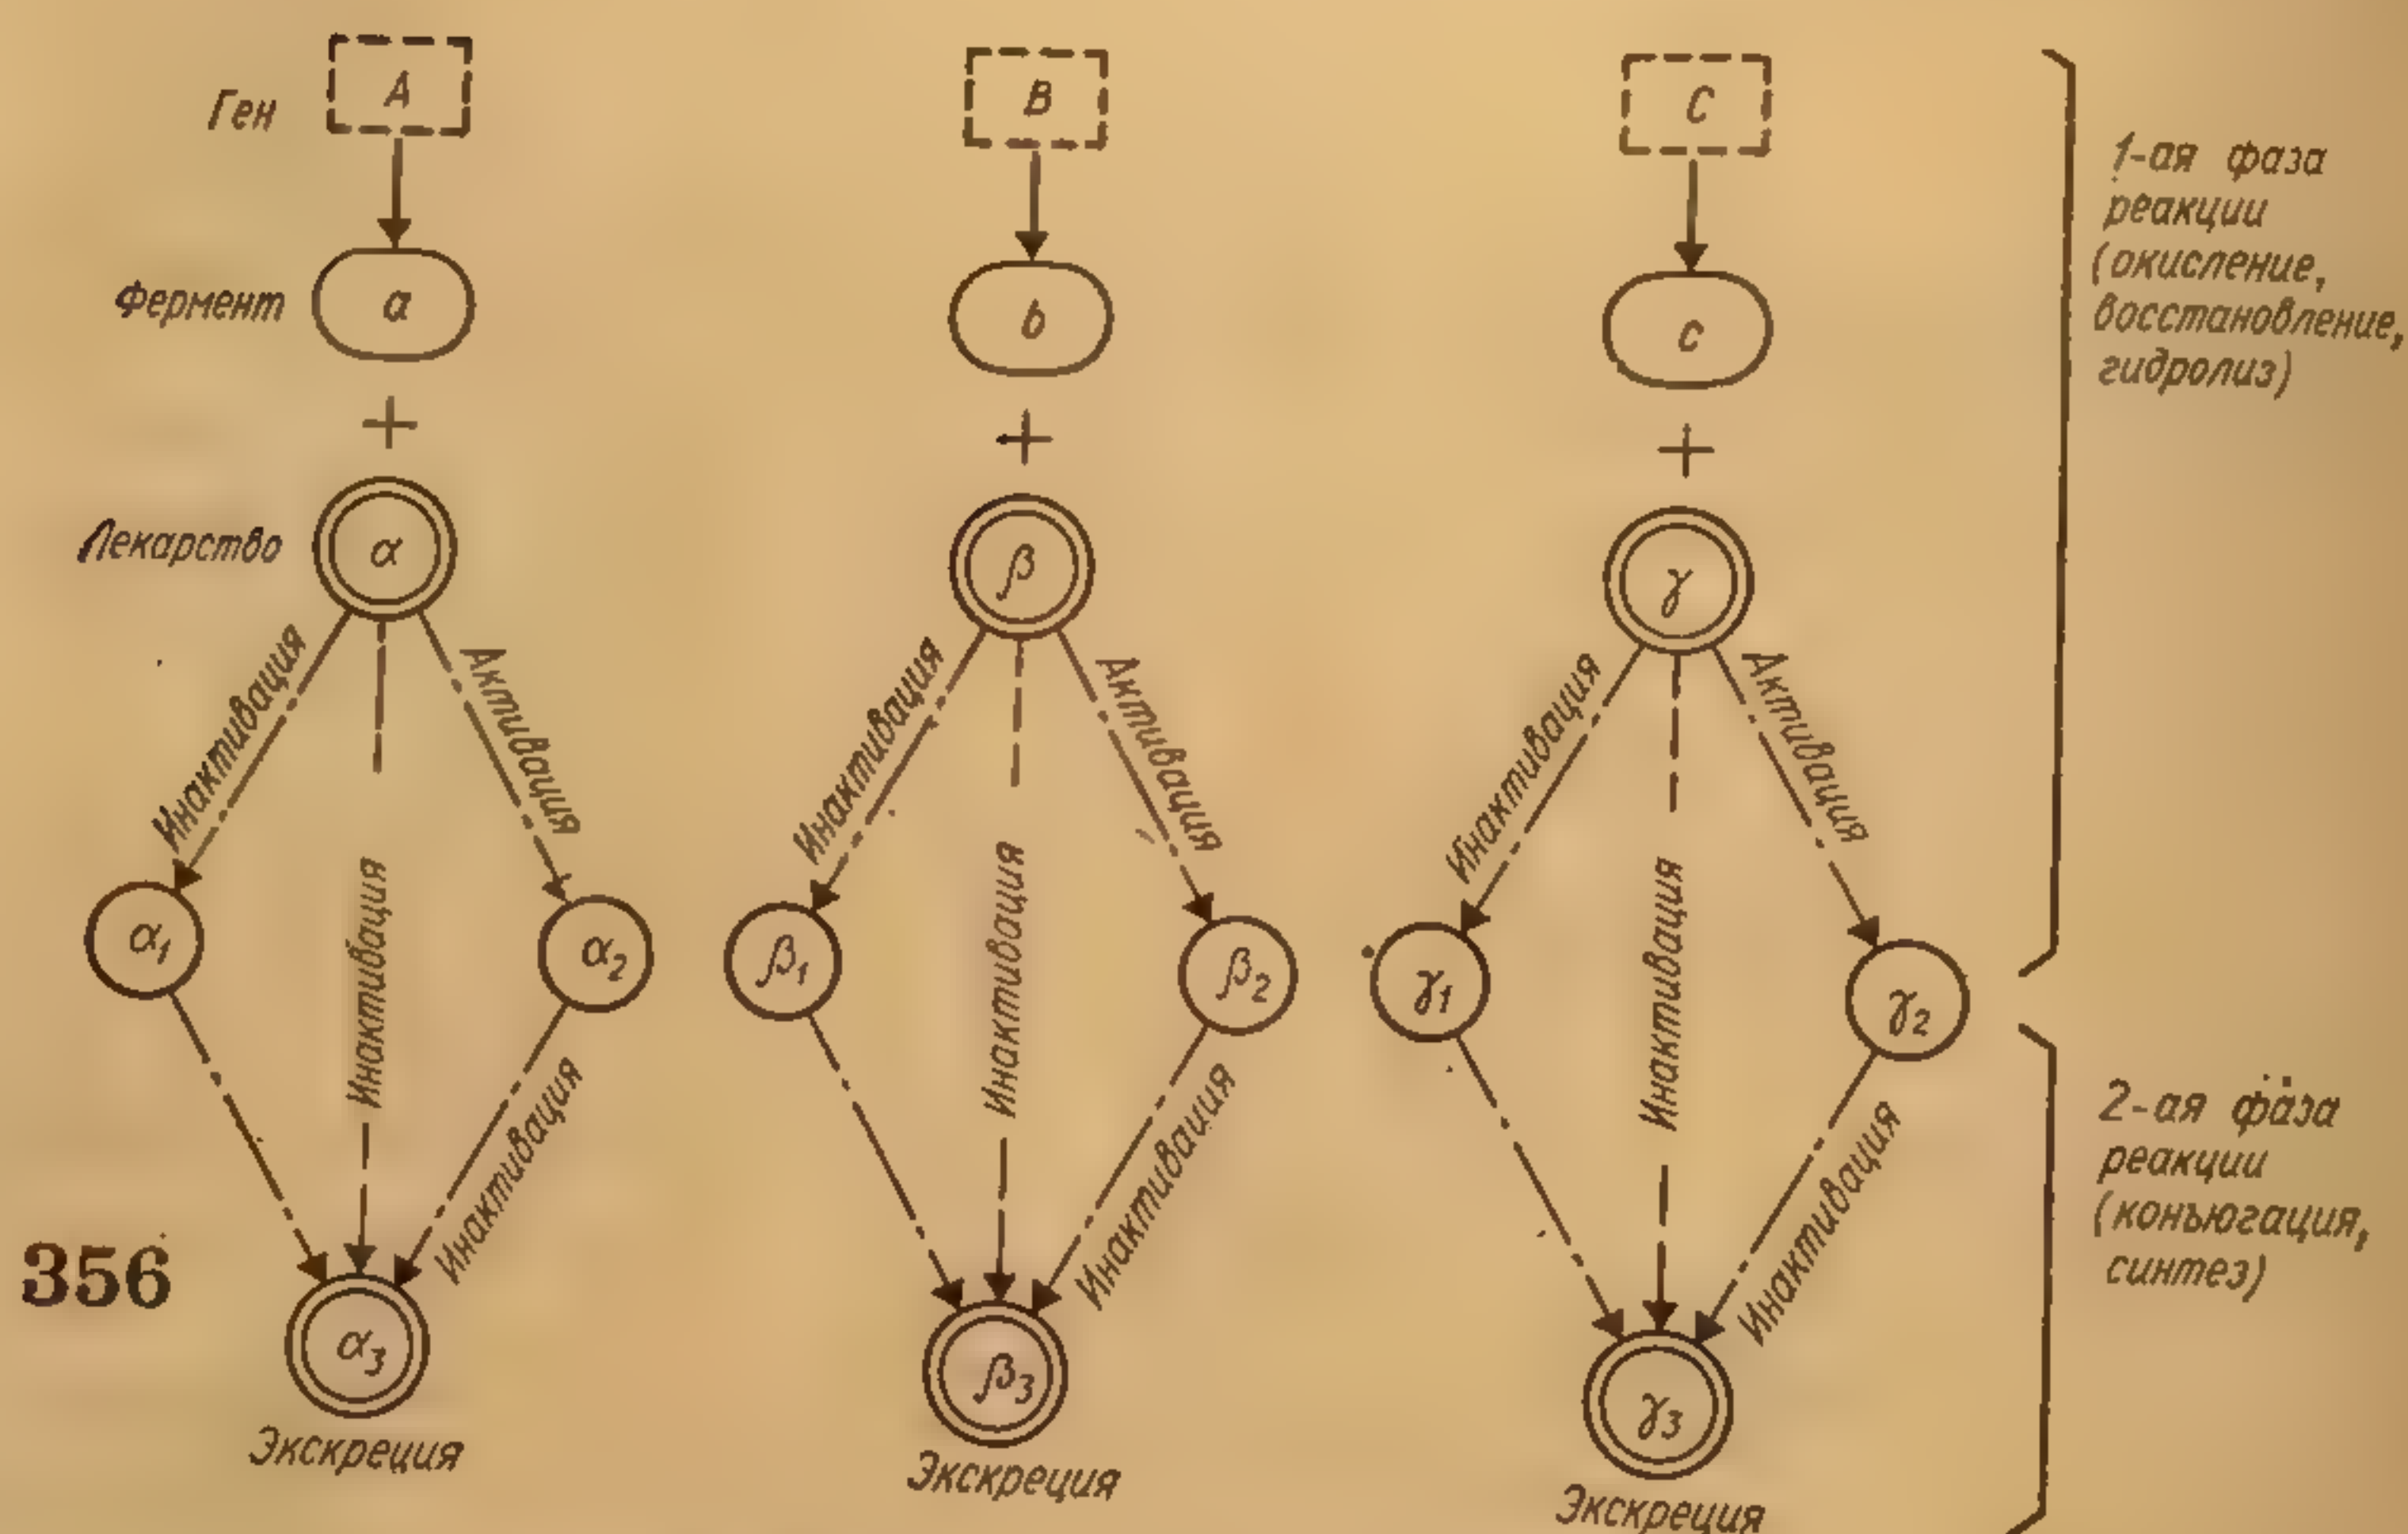 Ген A B C
1-ая фаза
реакции
(окисление,
восстановление,
гидролиз)
Фермент a b c
+ + +
Лекарство α β γ
Инактивация Активация Инактивация Активация Инактивация Активация
Инактивация Инактивация Инактивация
α1 α2 β1 β2 γ1 γ2
2-ая фаза
реакции
(конъюгация,
синтез)
Инактивация Инактивация Инактивация
356
α3 β3 γ3
Экскреция Экскреция Экскреция